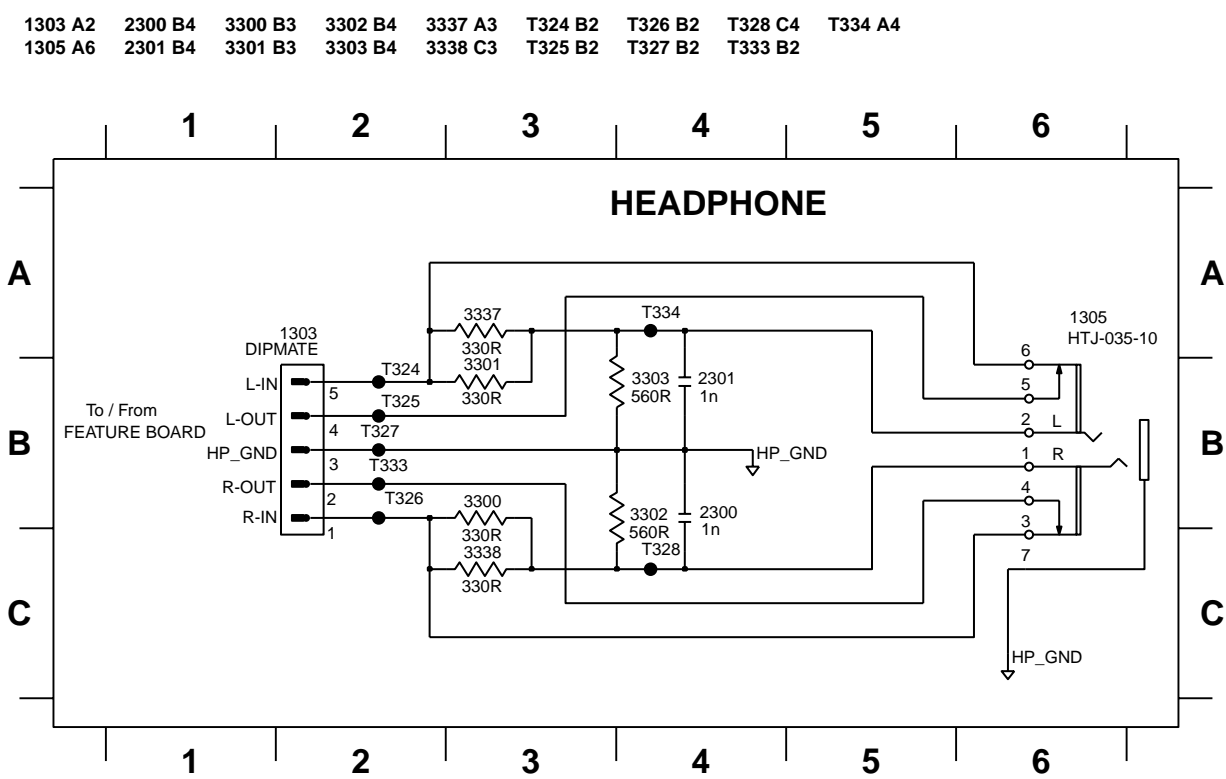 1303 A2 2300 B4 3300 B3 3302 B4 3337 A3 T324 B2 T326 B2 T328 C4 T334 A4
1305 A6 2301 B4 3301 B3 3303 B4 3338 C3 T325 B2 T327 B2 T333 B2
1 2 3 4 5 6
HEADPHONE
A A
T334
3337
1305
HTJ-035-10
1303
DIPMATE
330R
6
T324
3301
L-IN
5
3303
2301
5
330R
560R
1n
To / From
T325
L-OUT
2 L
FEATURE BOARD
4
T327
B B
HP_GND
HP_GND
1 R
3
T333
R-OUT
4
2
T326
3300
3302
2300
R-IN
3
1
330R
560R
1n
3338
T328
7
330R
C C
HP_GND
1 2 3 4 5 6